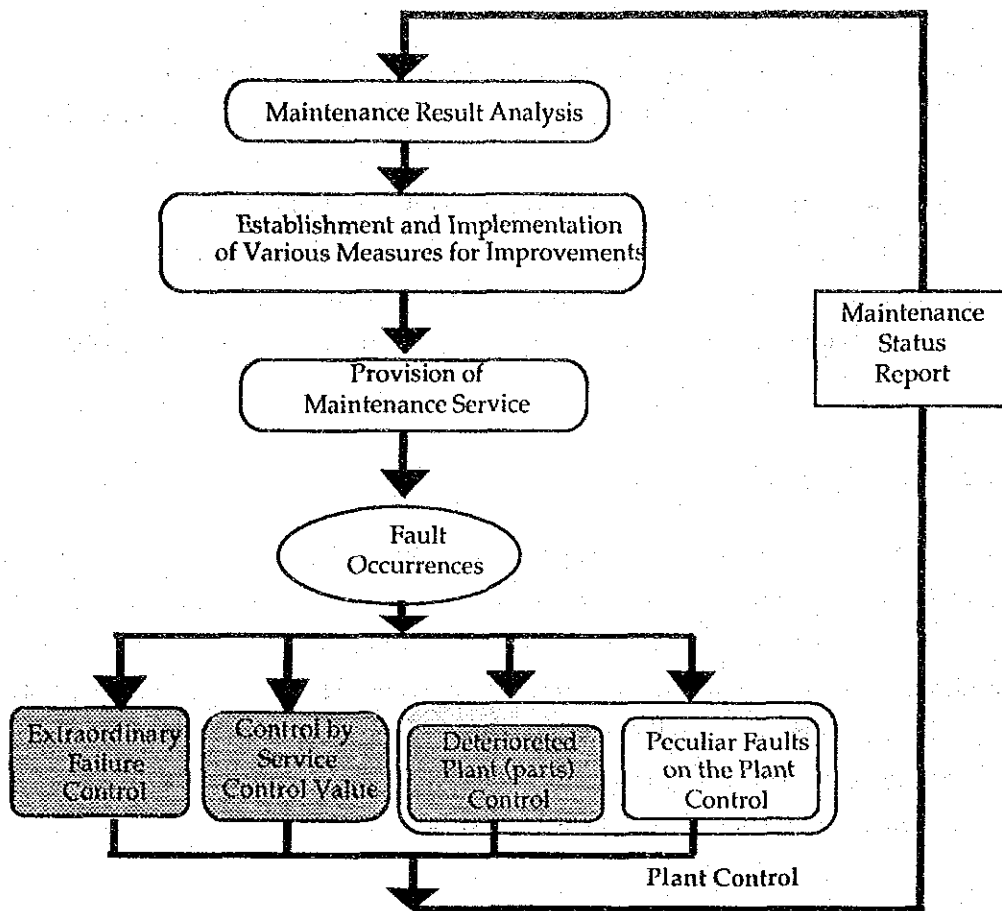 Maintenance Result Analysis
Establishment and Implementation
of Various Measures for Improvements
Maintenance
Status
Report
Provision of
Maintenance Service
Fault
Occurrences
Extraordinary
Failure
Control
Control by
Service
Control Value
Deterioreted
Plant (parts)
Control
Peculiar Faults
on the Plant
Control
Plant Control